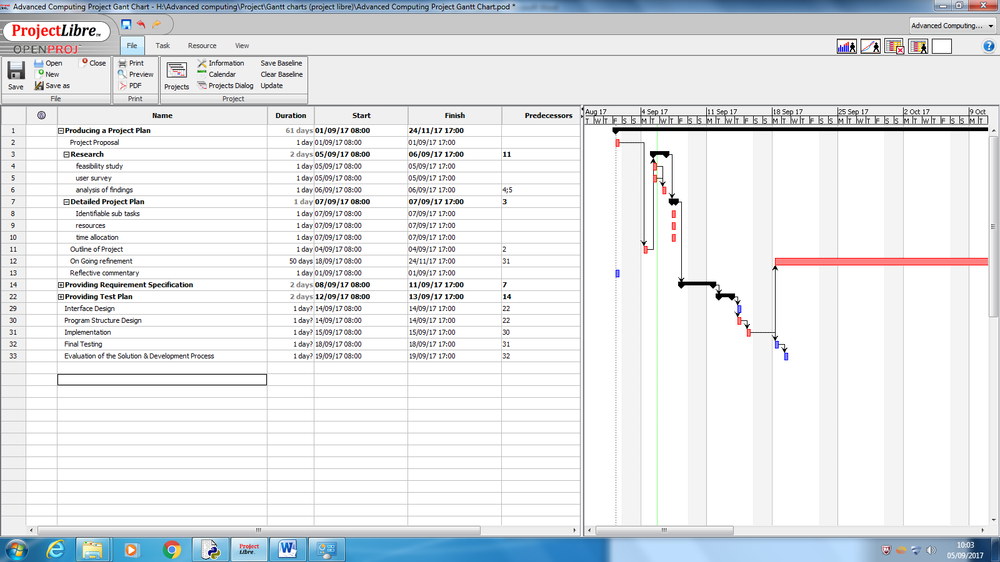 Advanced Computing Project Gant Chart - H:\Advanced computing\Project\Gantt charts (project libre)\Advanced Computing Project Gantt Chart.pod *
ProjectLibre™
OPENPROJ
Advanced Computing...
File Task Resource View
Save Open New Save as Close
File
Print Preview PDF
Print
Projects Information Calendar Projects Dialog Save Baseline Clear Baseline Update
Project
Name Duration Start Finish Predecessors
1 Producing a Project Plan 61 days 01/09/17 08:00 24/11/17 17:00
2 Project Proposal 1 day 01/09/17 08:00 01/09/17 17:00
3 Research 2 days 05/09/17 08:00 06/09/17 17:00 11
4 feasibility study 1 day 05/09/17 08:00 05/09/17 17:00
5 user survey 1 day 05/09/17 08:00 05/09/17 17:00
6 analysis of findings 1 day 06/09/17 08:00 06/09/17 17:00 4;5
7 Detailed Project Plan 1 day 07/09/17 08:00 07/09/17 17:00 3
8 Identifiable sub tasks 1 day 07/09/17 08:00 07/09/17 17:00
9 resources 1 day 07/09/17 08:00 07/09/17 17:00
10 time allocation 1 day 07/09/17 08:00 07/09/17 17:00
11 Outline of Project 1 day 04/09/17 08:00 04/09/17 17:00 2
12 On Going refinement 50 days 18/09/17 08:00 24/11/17 17:00 31
13 Reflective commentary 1 day 01/09/17 08:00 01/09/17 17:00
14 Providing Requirement Specification 2 days 08/09/17 08:00 11/09/17 17:00 7
22 Providing Test Plan 2 days 12/09/17 08:00 13/09/17 17:00 14
29 Interface Design 1 day? 14/09/17 08:00 14/09/17 17:00 22
30 Program Structure Design 1 day? 14/09/17 08:00 14/09/17 17:00 22
31 Implementation 1 day? 15/09/17 08:00 15/09/17 17:00 30
32 Final Testing 1 day? 18/09/17 08:00 18/09/17 17:00 31
33 Evaluation of the Solution & Development Process 1 day? 19/09/17 08:00 19/09/17 17:00 32
Aug 17 4 Sep 17 11 Sep 17 18 Sep 17 25 Sep 17 2 Oct 17 9 Oct
T W T F S S M T W T F S S M T W T F S S M T W T F S S M T W T F S S M T W T F S S M T
Project Libre.
10:03
05/09/2017